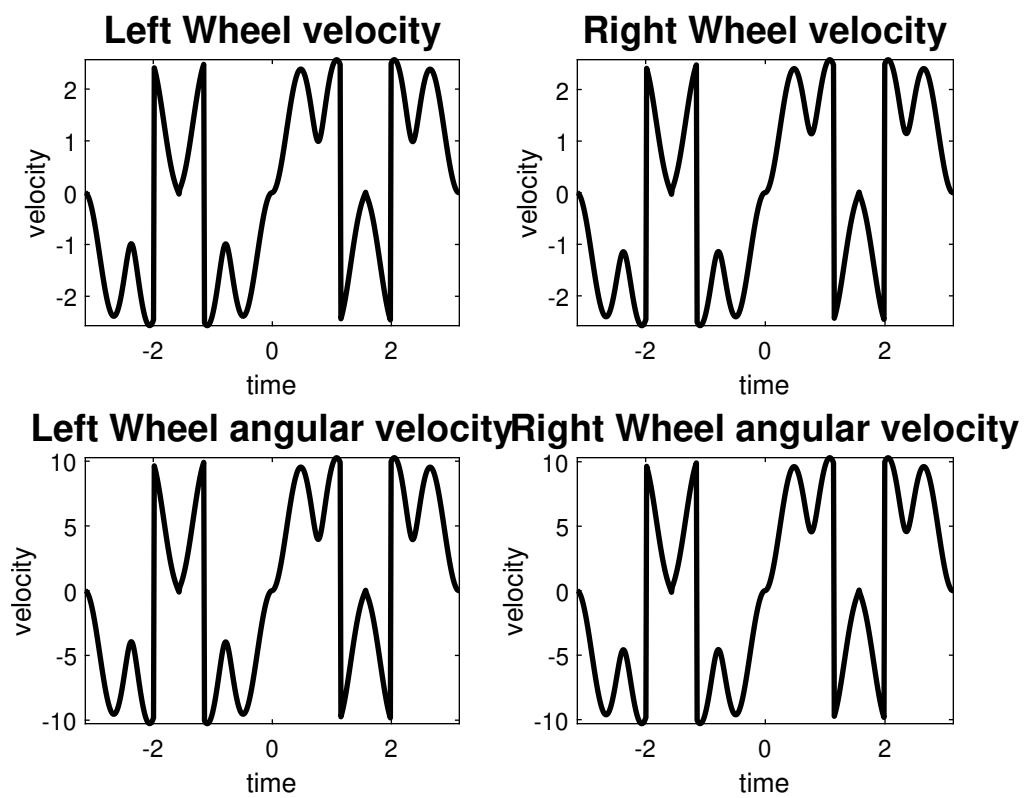 Left Wheel velocity
velocity
2
1
0
-1
-2
-2 0 2
time
Right Wheel velocity
velocity
2
1
0
-1
-2
-2 0 2
time
Left Wheel angular velocity
velocity
10
5
0
-5
-10
-2 0 2
time
Right Wheel angular velocity
velocity
10
5
0
-5
-10
-2 0 2
time